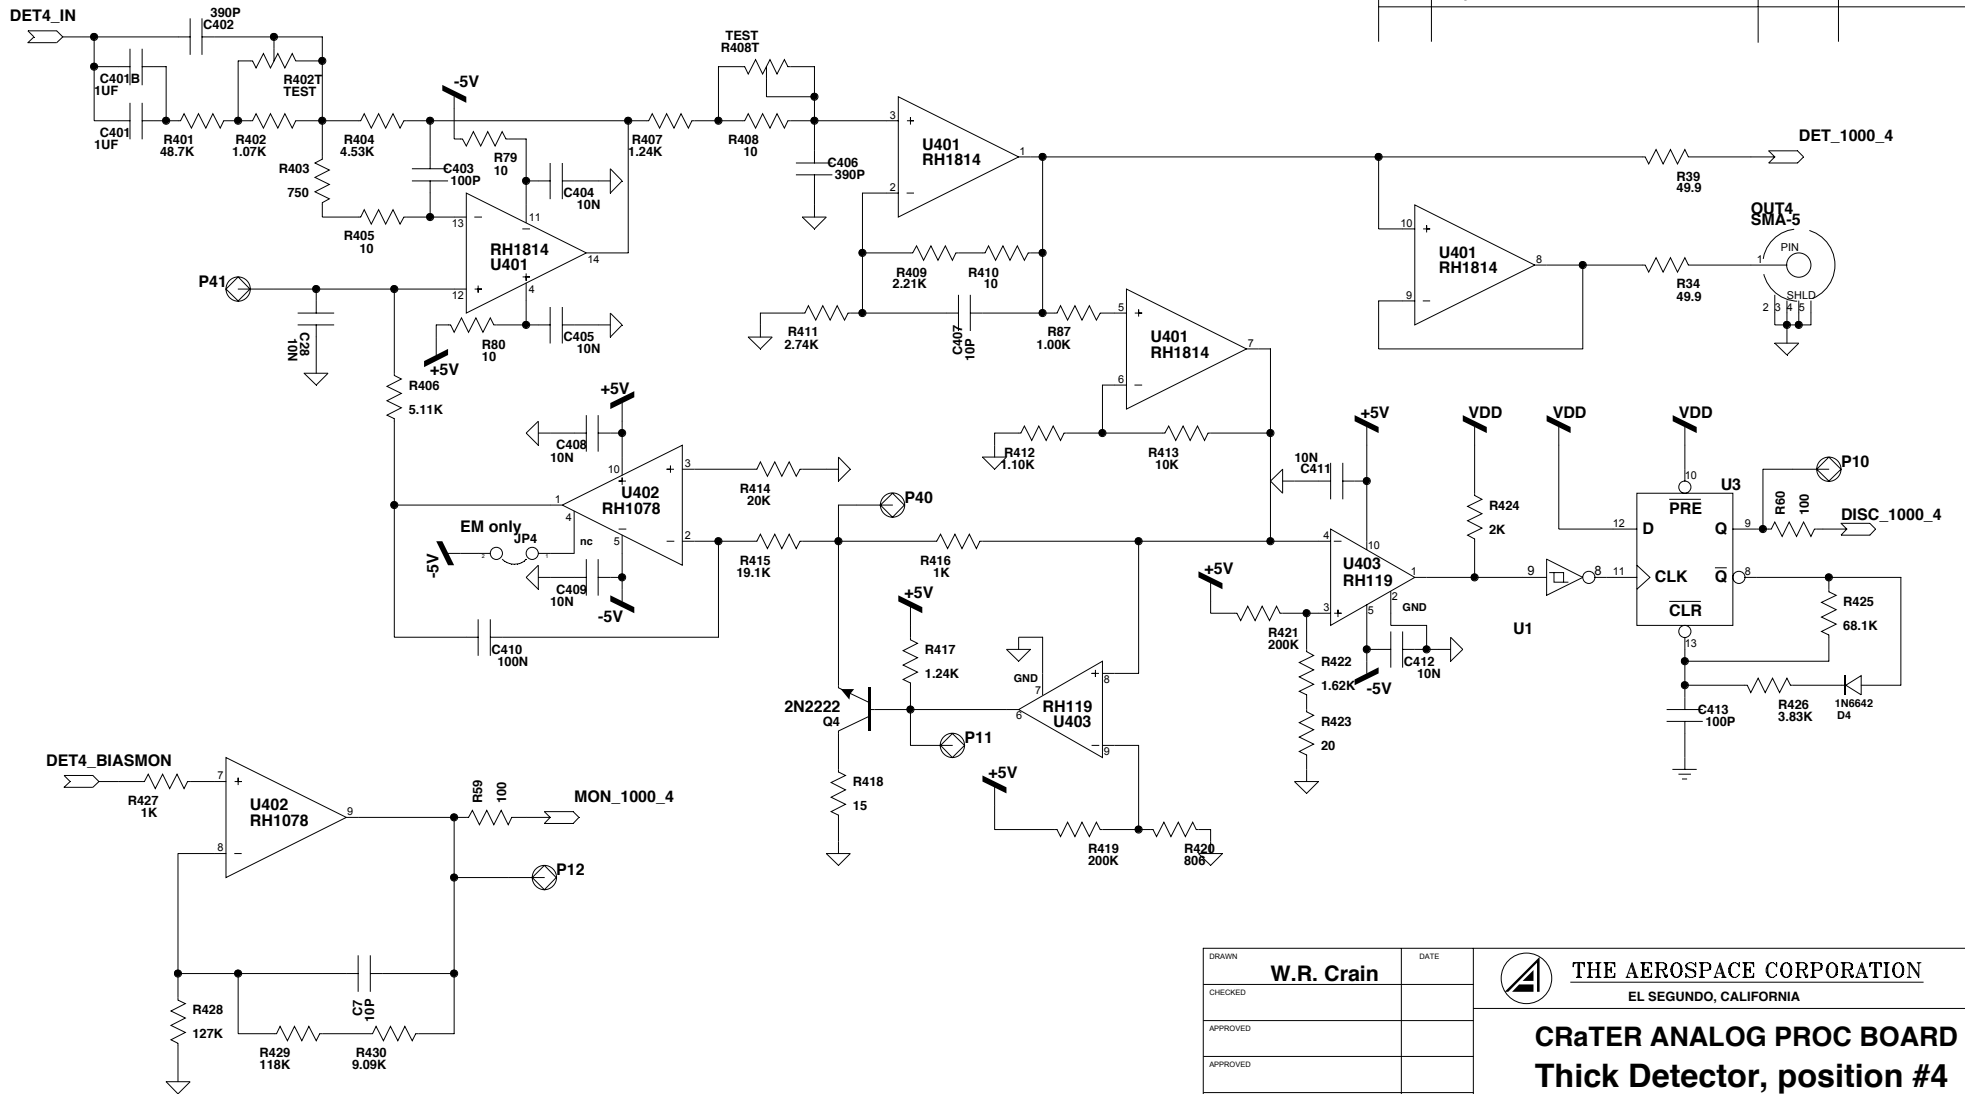 DET4_IN
390P
C402
C401B
1UF
R402T
TEST
C401
1UF
R401
48.7K
R402
1.07K
R404
4.53K
R403
750
R405
10
C403
100P
-5V
R79
10
C404
10N
11
13
14
12
4
RH1814
U401
R80
10
+5V
C405
10N
P41
C28
10N
R406
5.11K
R407
1.24K
TEST
R408T
R408
10
C406
390P
3
2
1
U401
RH1814
R409
2.21K
R410
10
R411
2.74K
C407
10P
R87
1.00K
5
6
7
U401
RH1814
R412
1.10K
R413
10K
DET_1000_4
R39
49.9
10
9
8
U401
RH1814
R34
49.9
OUT4
SMA-5
PIN
1
SHLD
2 3 4 5
+5V
C408
10N
10
3
1
4
5
2
U402
RH1078
R414
20K
EM only
JP4
2
1
nc
-5V
C409
10N
-5V
R415
19.1K
C410
100N
P40
R416
1K
+5V
R417
1.24K
2N2222
Q4
P11
R418
15
GND
7
8
6
9
RH119
U403
+5V
R419
200K
R420
806
+5V
10N
C411
4
10
1
2
3
5
U403
RH119
GND
+5V
R421
200K
R422
1.62K
-5V
C412
10N
R423
20
VDD
R424
2K
9
8
U1
VDD
VDD
10
U3
PRE
12
D
Q
9
11
CLK
Q
8
CLR
13
P10
R60
100
DISC_1000_4
R425
68.1K
R426
3.83K
1N6642
D4
C413
100P
DET4_BIASMON
R427
1K
7
8
9
U402
RH1078
R59
100
MON_1000_4
P12
C7
10P
R428
127K
R429
118K
R430
9.09K
DRAWN
W.R. Crain
DATE
CHECKED
APPROVED
APPROVED
THE AEROSPACE CORPORATION
EL SEGUNDO, CALIFORNIA
CRaTER ANALOG PROC BOARD
Thick Detector, position #4